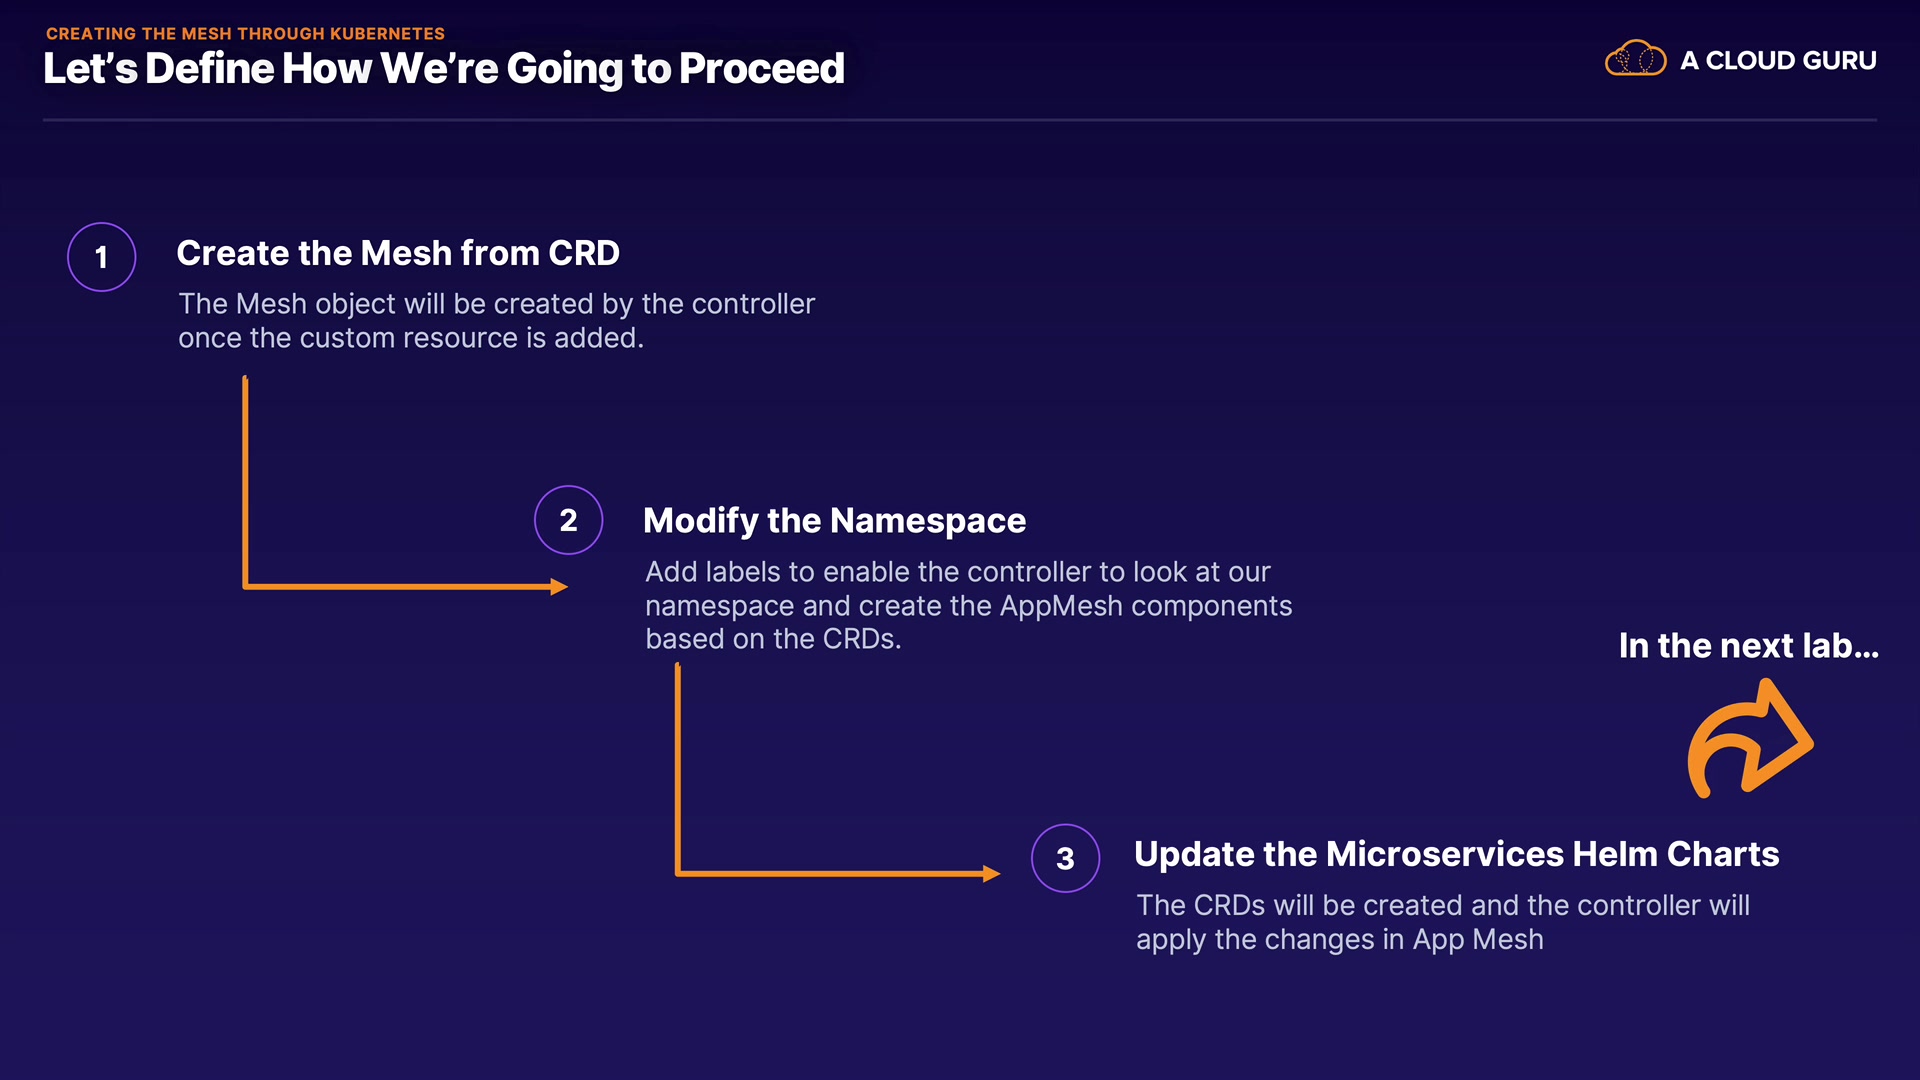 CREATING THE MESH THROUGH KUBERNETES
Let's Define How We're Going to Proceed
A CLOUD GURU
1
Create the Mesh from CRD
The Mesh object will be created by the controller
once the custom resource is added.
2
Modify the Namespace
Add labels to enable the controller to look at our
namespace and create the AppMesh components
based on the CRDs.
In the next lab...
3
Update the Microservices Helm Charts
The CRDs will be created and the controller will
apply the changes in App Mesh